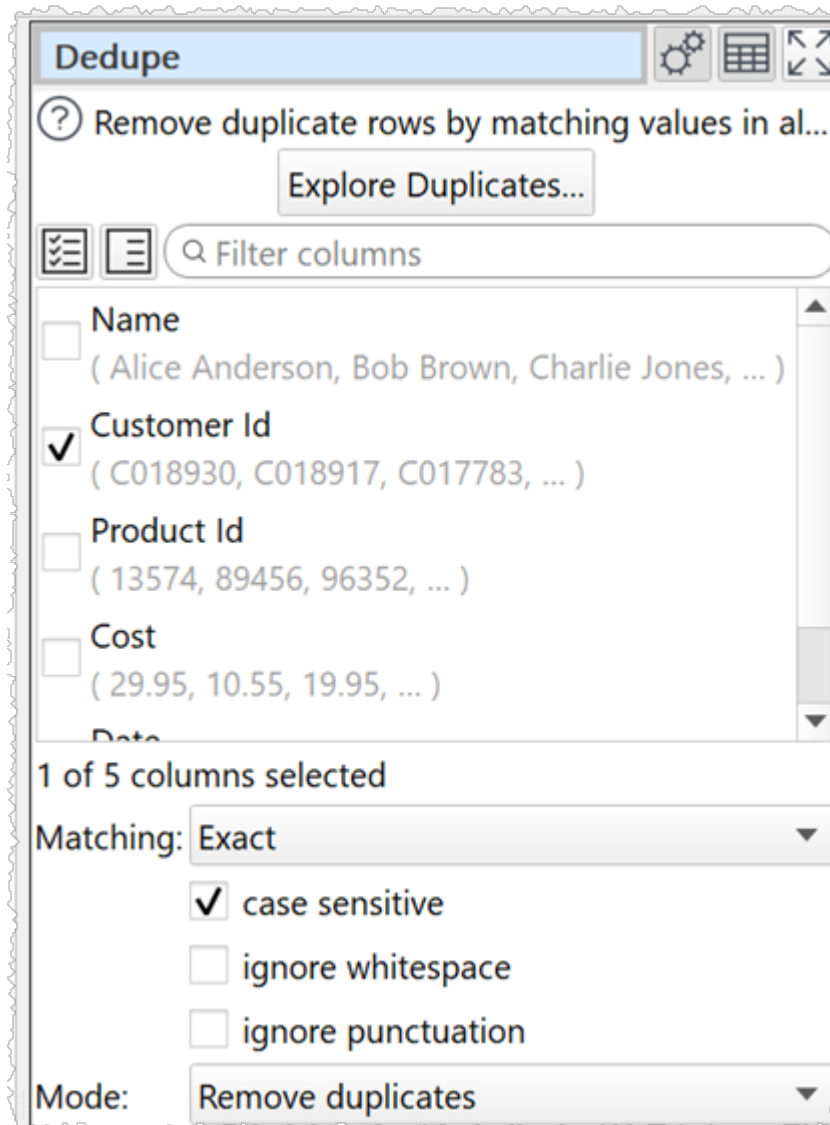 Dedupe
Remove duplicate rows by matching values in al...
Explore Duplicates...
Filter columns
Name
( Alice Anderson, Bob Brown, Charlie Jones, ... )
Customer Id
( C018930, C018917, C017783, ... )
Product Id
( 13574, 89456, 96352, ... )
Cost
( 29.95, 10.55, 19.95, ... )
Date
1 of 5 columns selected
Matching: Exact
case sensitive
ignore whitespace
ignore punctuation
Mode: Remove duplicates